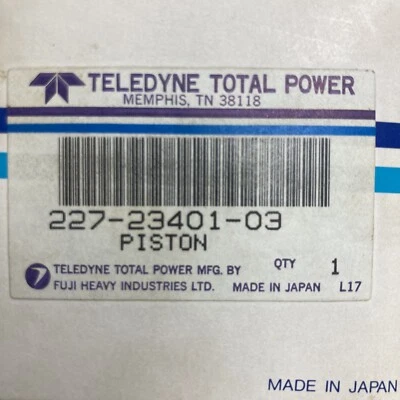 TELEDYNE TOTAL POWER
MEMPHIS, TN 38118
227-23401-03
PISTON
TELEDYNE TOTAL POWER MFG. BY QTY 1
FUJI HEAVY INDUSTRIES LTD. MADE IN JAPAN L17
MADE IN JAPAN